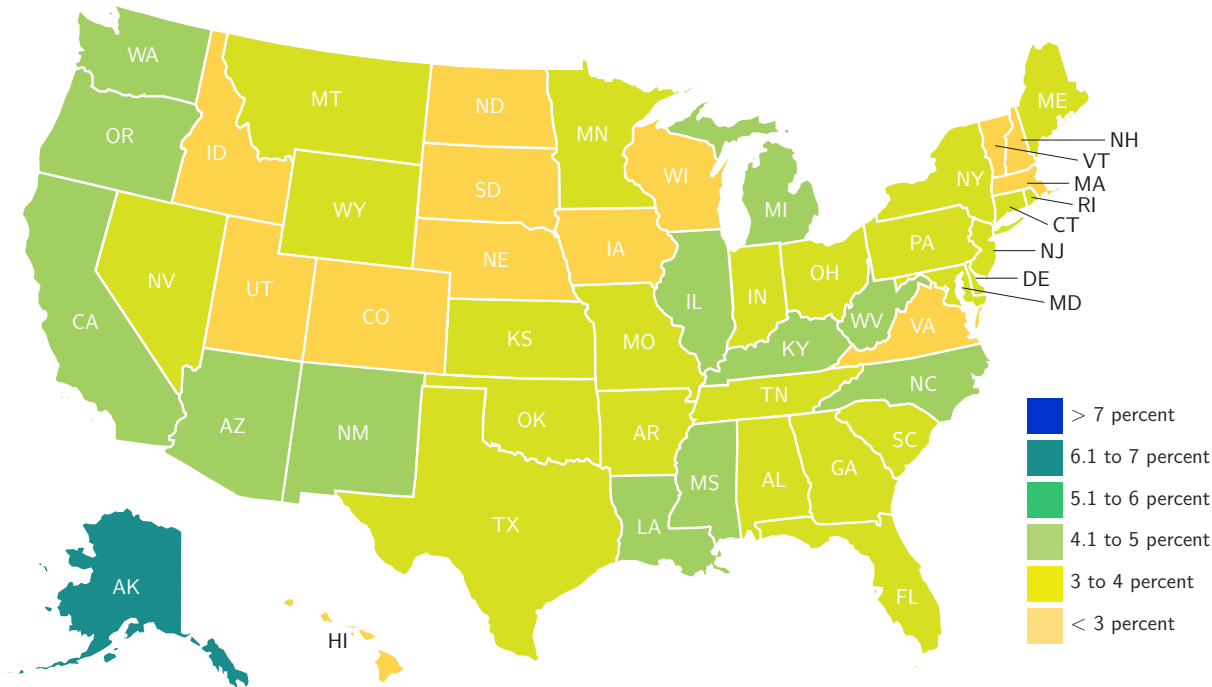 WA
MT
ND
ME
OR
MN
NH
ID
VT
WI
NY
MA
SD
RI
WY
MI
CT
PA
NJ
NE
IA
OH
NV
DE
UT
IN
IL
MD
CO
WV
CA
VA
KS
MO
KY
NC
TN
> 7 percent
OK
AZ
NM
AR
SC
6.1 to 7 percent
GA
MS
AL
5.1 to 6 percent
TX
LA
4.1 to 5 percent
AK
3 to 4 percent
FL
< 3 percent
HI